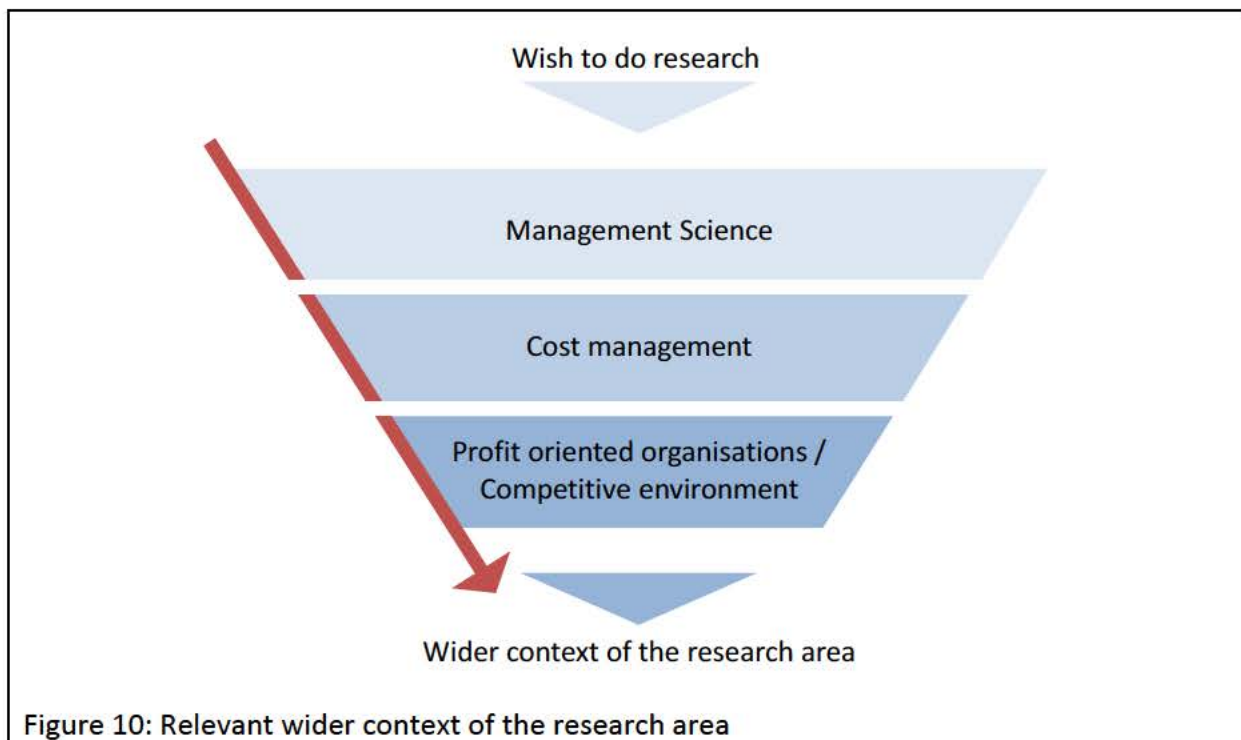 Wish to do research
Management Science
Cost management
Profit oriented organisations /
Competitive environment
Wider context of the research area
Figure 10: Relevant wider context of the research area